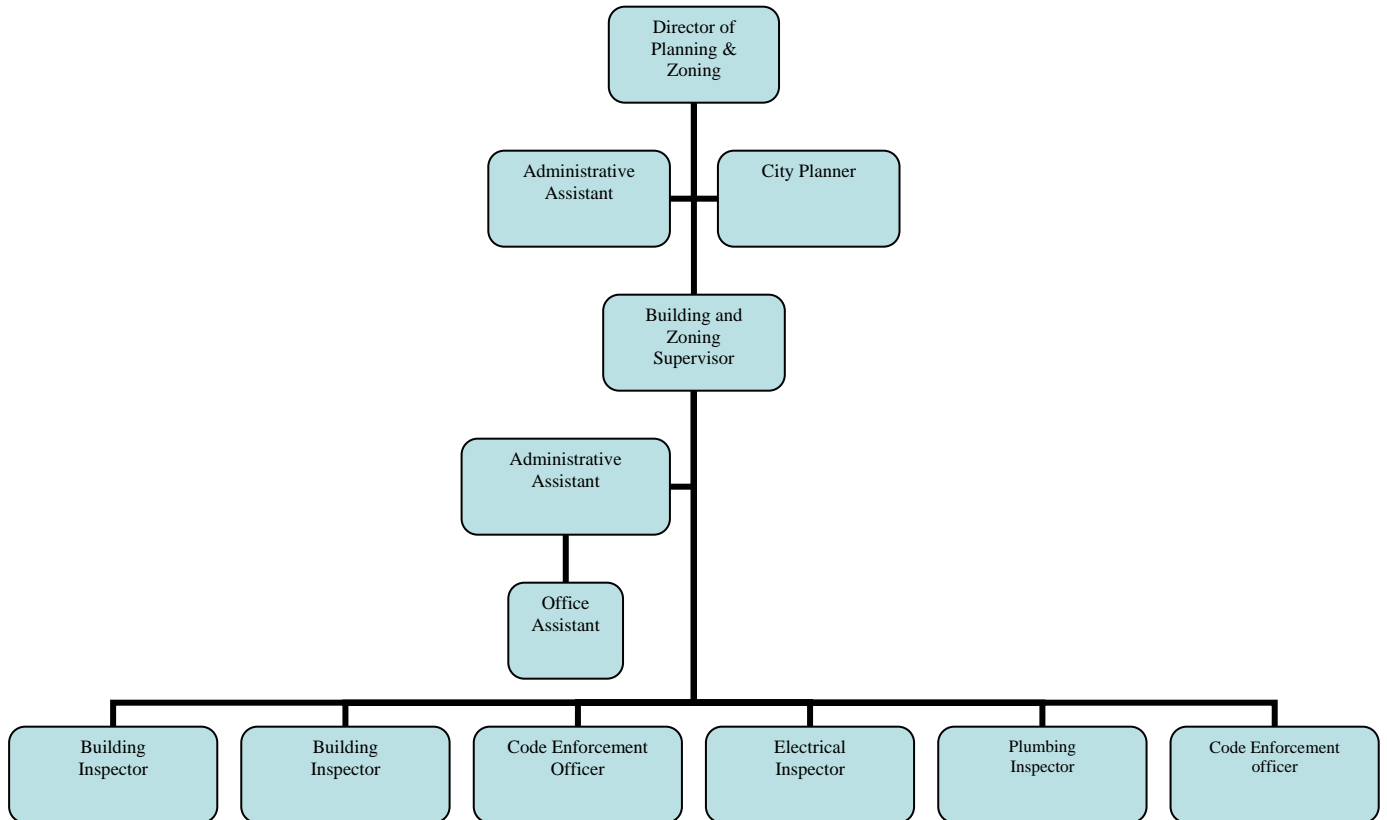 Director of
Planning &
Zoning
Administrative
Assistant
City Planner
Building and
Zoning
Supervisor
Administrative
Assistant
Office
Assistant
Building
Inspector
Building
Inspector
Code Enforcement
Officer
Electrical
Inspector
Plumbing
Inspector
Code Enforcement
officer